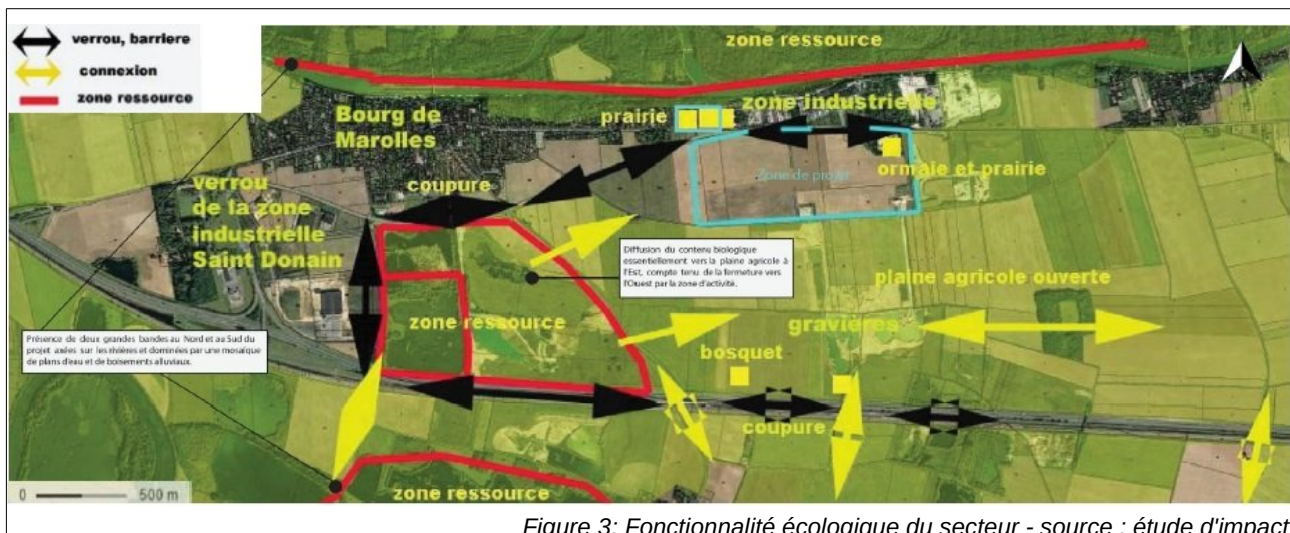 verrou, barriere
connexion
zone ressource
zone ressource
Bourg de
Marolles
prairie
zone industrielle
coupure
Zone de projet
ormaie et prairie
verrou
de la zone
industrielle
Saint Donain
Diffusion du contenu biologique
essentiellement vers la plaine agricole à
l'Est, compte tenu de la fermeture vers
l'Ouest par la zone d'activité.
plaine agricole ouverte
zone ressource
gravières
Présence de deux grandes bandes au Nord et au Sud du
projet axées sur les rivières et dominées par une mosaïque
de plans d'eau et de boisements alluviaux.
bosquet
coupure
zone ressource
0 500 m
Figure 3: Fonctionnalité écologique du secteur - source : étude d'impact